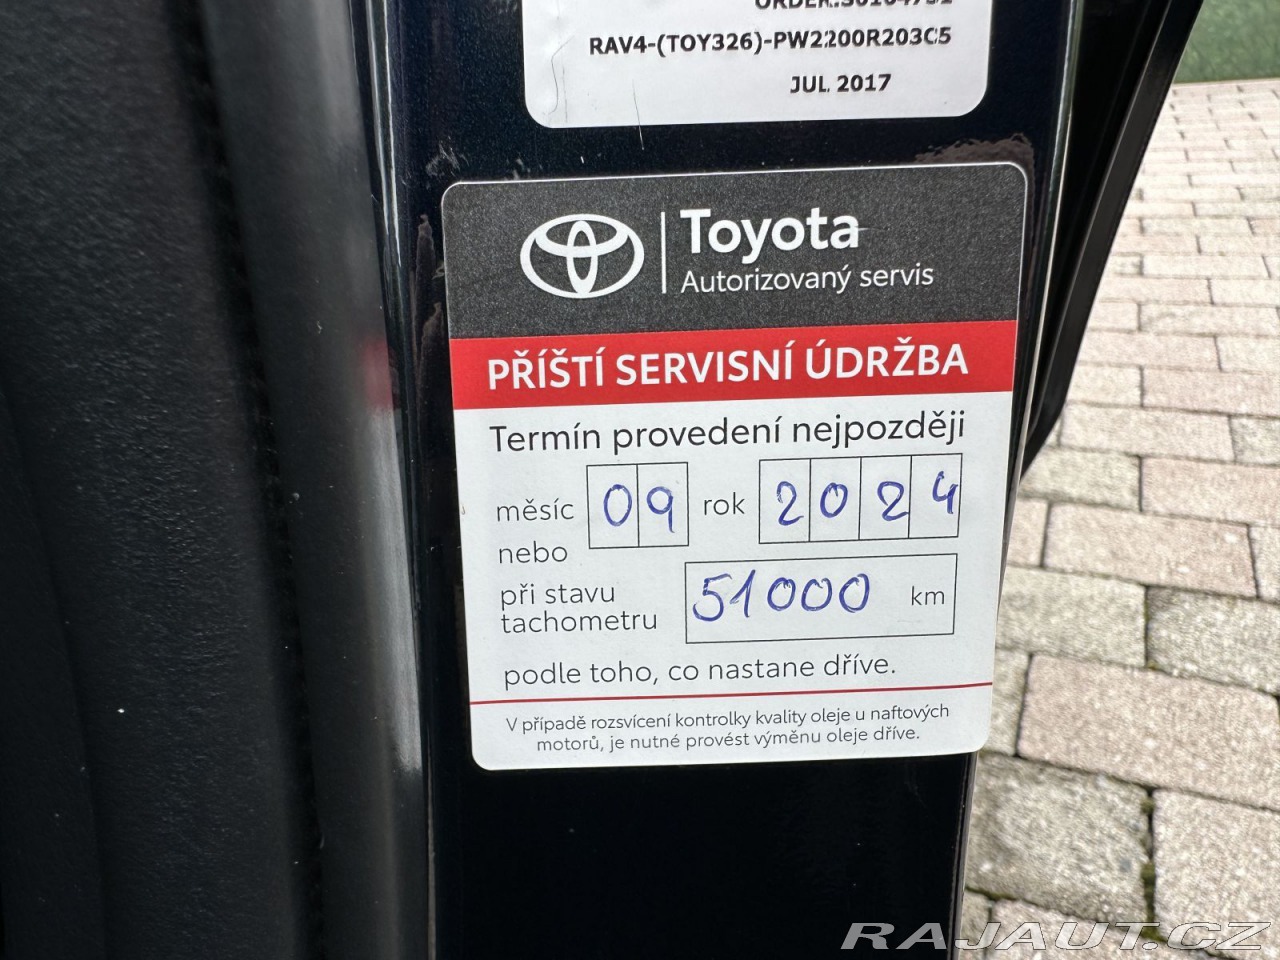 RAV4-(TOY326)-PW2200R203C5
JUL. 2017
Toyota
Autorizovaný servis
PŘÍŠTÍ SERVISNÍ ÚDRŽBA
Termín provedení nejpozději
měsíc 09 rok 2024
nebo
při stavu
tachometru 51000 km
podle toho, co nastane dříve.
V případě rozsvícení kontrolky kvality oleje u naftových
motorů, je nutné provést výměnu oleje dříve.
RAJAUT.CZ